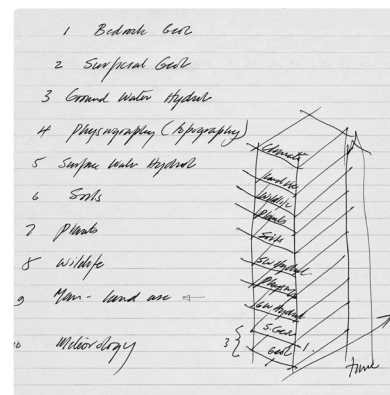 1 Bedrock Geol
2 Surficial Geol
3 Ground Water Hydrol
4 Physiography (topography)
5 Surface Water Hydrol
6 Soils
7 Plants
8 Wildlife
9 Man - land use
10 Meteorology
Climate
Land Use
Wildlife
Plants
Soils
SW Hydrol
Physiog
GW Hydrol
S. Geol
3 Geol 1.
time